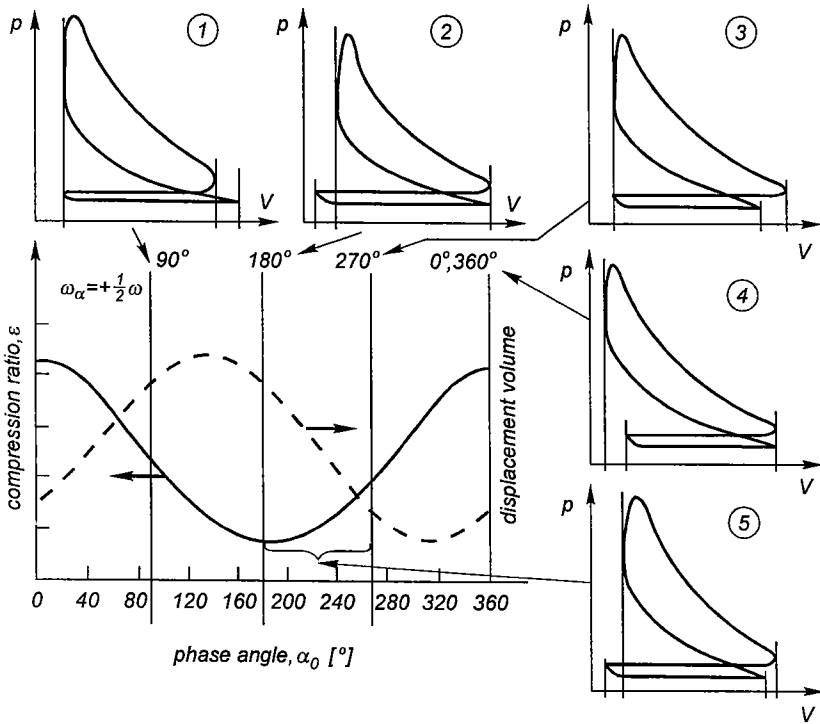 p
1
V
p
2
V
p
3
V
90°
180°
270°
0°,360°
ω_α=+1/2ω
compression ratio, ε
displacement volume
p
4
V
p
5
V
0 40 80 120 160 200 240 280 320 360
phase angle, α₀ [°]